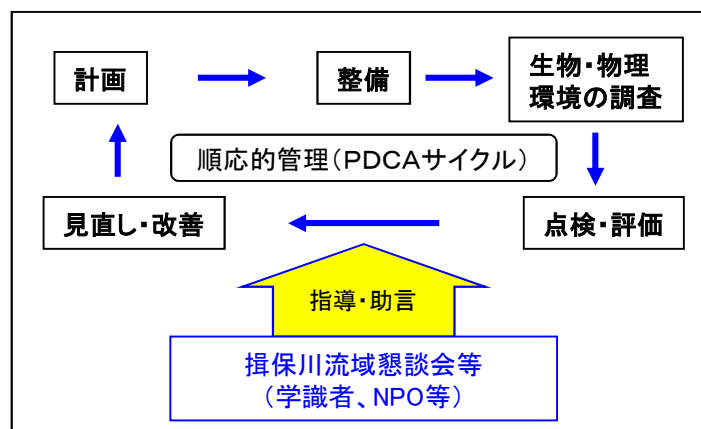 計画
整備
生物・物理
環境の調査
順応的管理(PDCAサイクル)
見直し・改善
点検・評価
指導・助言
揖保川流域懇談会等
(学識者、NPO等)